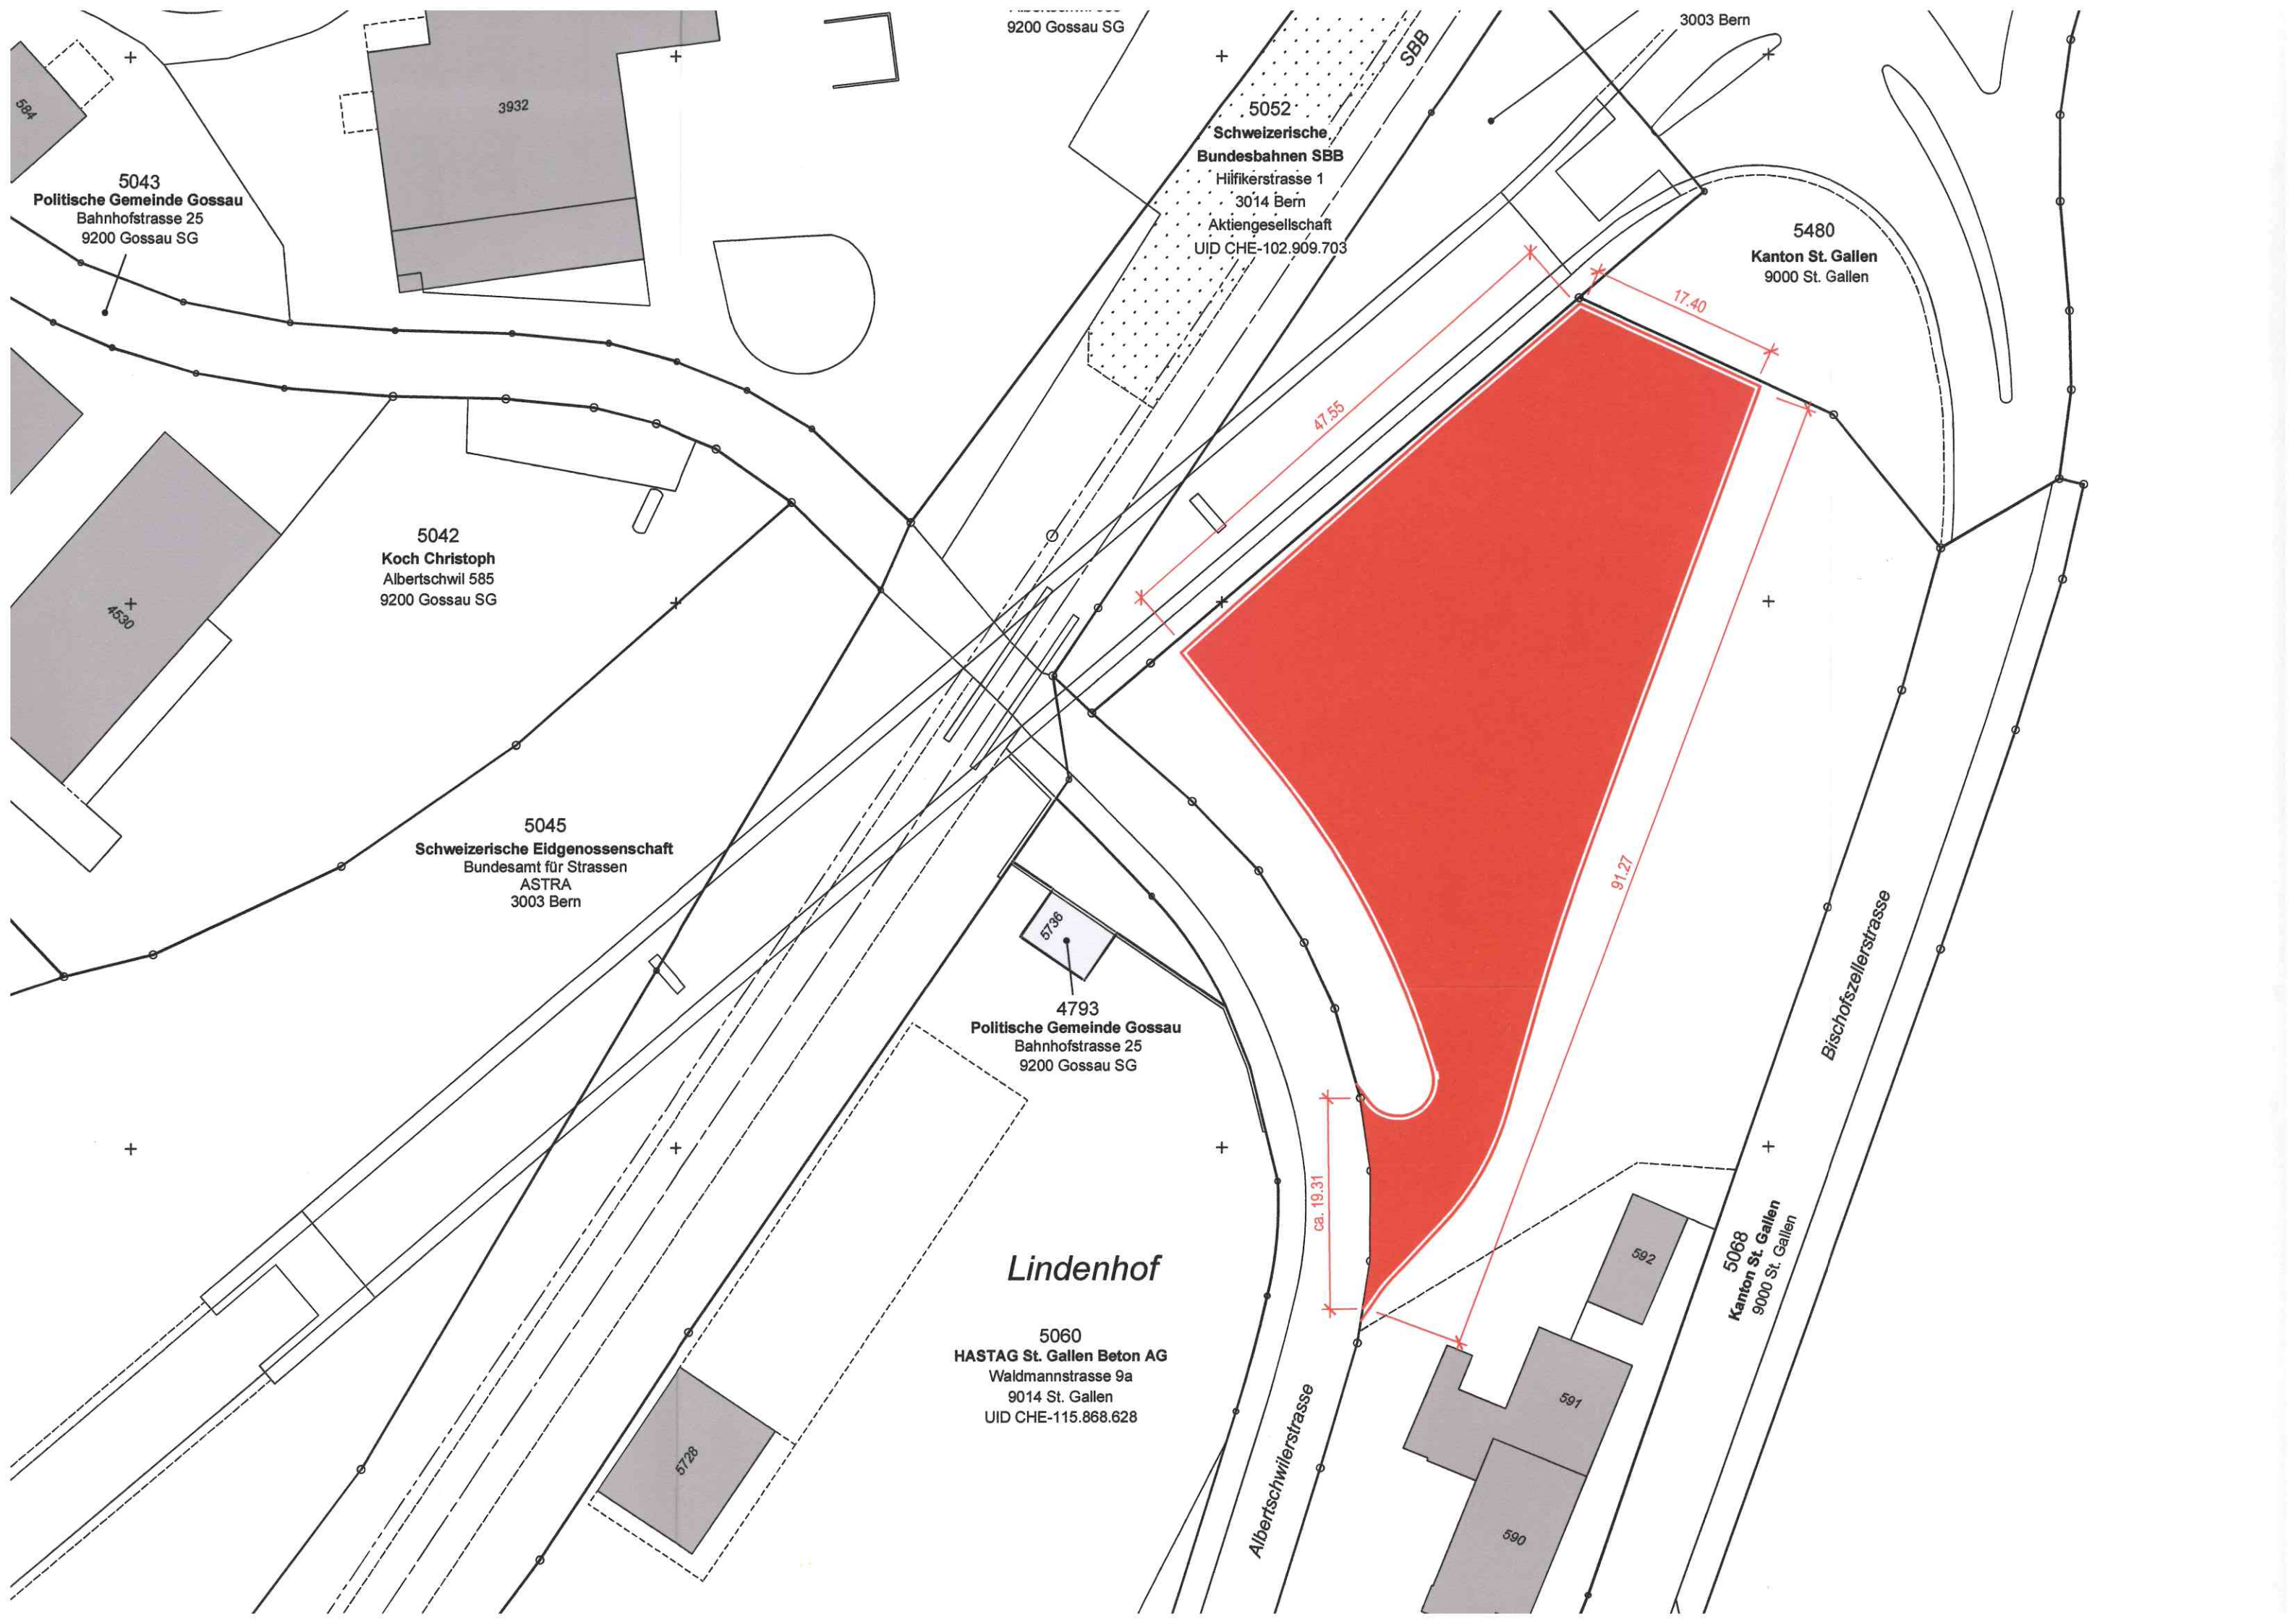 9200 Gossau SG
3003 Bern
SBB
584
3932
5052
Schweizerische
Bundesbahnen SBB
Hilfikerstrasse 1
3014 Bern
Aktiengesellschaft
UID CHE-102.909.703
5043
Politische Gemeinde Gossau
Bahnhofstrasse 25
9200 Gossau SG
5480
Kanton St. Gallen
9000 St. Gallen
17.40
47.55
5042
Koch Christoph
Albertschwil 585
9200 Gossau SG
4530
5045
Schweizerische Eidgenossenschaft
Bundesamt für Strassen
ASTRA
3003 Bern
91.27
5736
4793
Politische Gemeinde Gossau
Bahnhofstrasse 25
9200 Gossau SG
Bischofszellerstrasse
ca. 19.31
Lindenhof
592
5068
Kanton St. Gallen
9000 St. Gallen
5060
HASTAG St. Gallen Beton AG
Waldmannstrasse 9a
9014 St. Gallen
UID CHE-115.868.628
591
Albertschwilerstrasse
5728
590